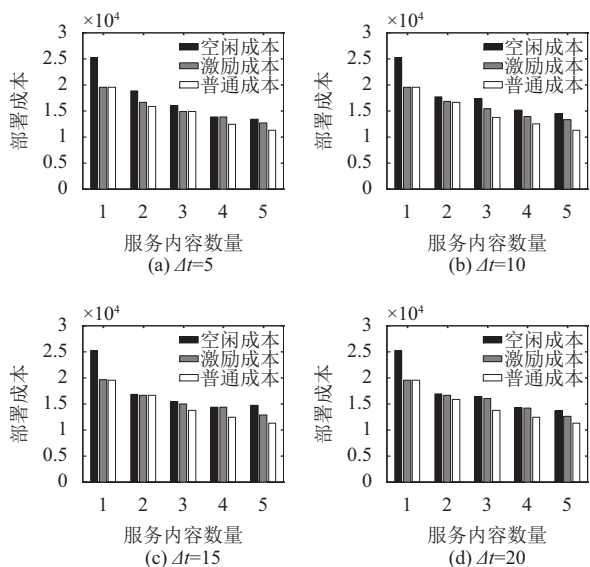 ×10⁴
3
2.5
2
1.5
1
0.5
0
部署成本
空闲成本
激励成本
普通成本
1 2 3 4 5
服务内容数量
(a) Δt=5
×10⁴
3
2.5
2
1.5
1
0.5
0
部署成本
空闲成本
激励成本
普通成本
1 2 3 4 5
服务内容数量
(b) Δt=10
×10⁴
3
2.5
2
1.5
1
0.5
0
部署成本
空闲成本
激励成本
普通成本
1 2 3 4 5
服务内容数量
(c) Δt=15
×10⁴
3
2.5
2
1.5
1
0.5
0
部署成本
空闲成本
激励成本
普通成本
1 2 3 4 5
服务内容数量
(d) Δt=20